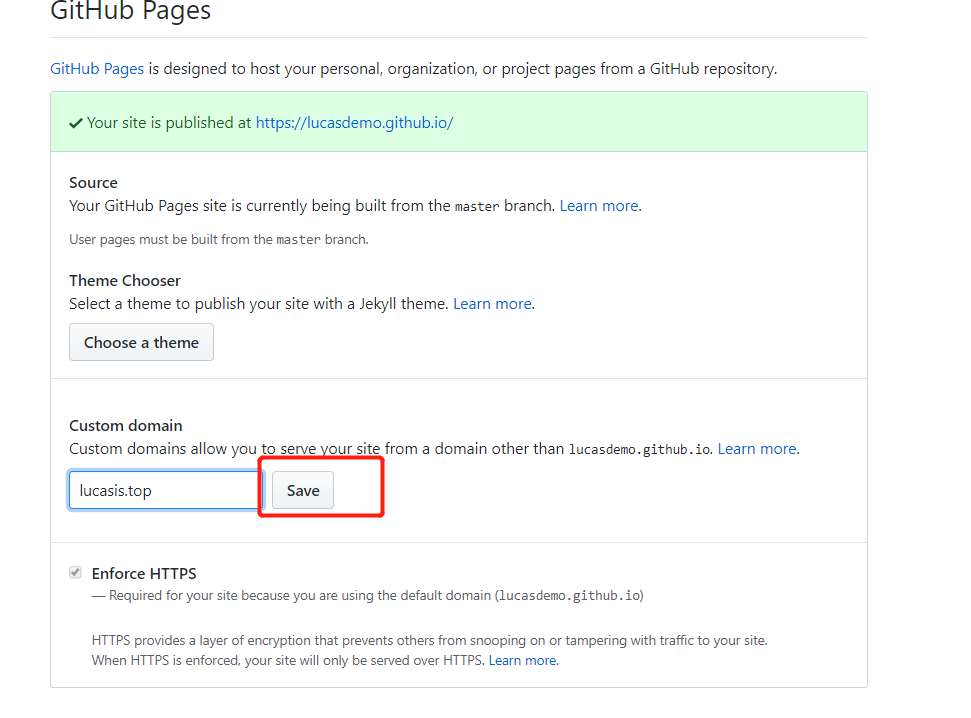 GitHub Pages
GitHub Pages is designed to host your personal, organization, or project pages from a GitHub repository.
Your site is published at https://lucasdemo.github.io/
Source
Your GitHub Pages site is currently being built from the master branch. Learn more.
User pages must be built from the master branch.
Theme Chooser
Select a theme to publish your site with a Jekyll theme. Learn more.
Choose a theme
Custom domain
Custom domains allow you to serve your site from a domain other than lucasdemo.github.io. Learn more.
lucasis.top
Save
Enforce HTTPS
— Required for your site because you are using the default domain (lucasdemo.github.io)
HTTPS provides a layer of encryption that prevents others from snooping on or tampering with traffic to your site.
When HTTPS is enforced, your site will only be served over HTTPS. Learn more.